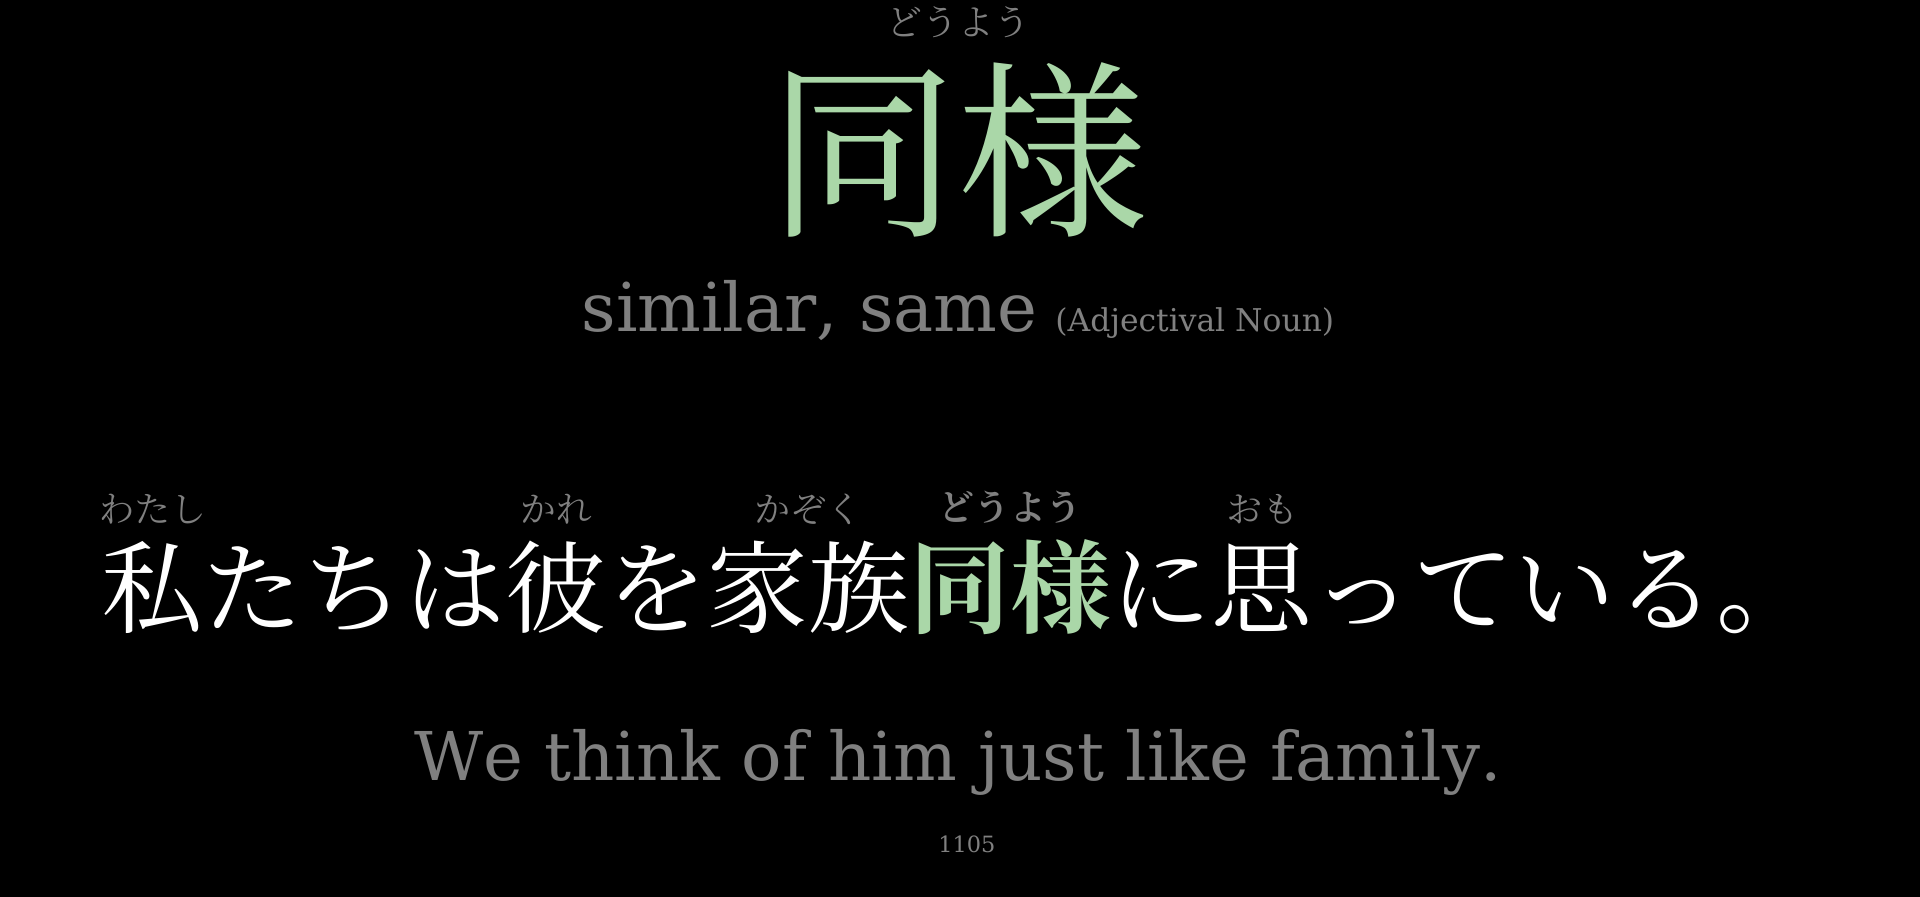 どうよう
同様
similar, same (Adjectival Noun)
わたし かれ かぞく どうよう おも
私たちは彼を家族同様に思っている。
We think of him just like family.
1105